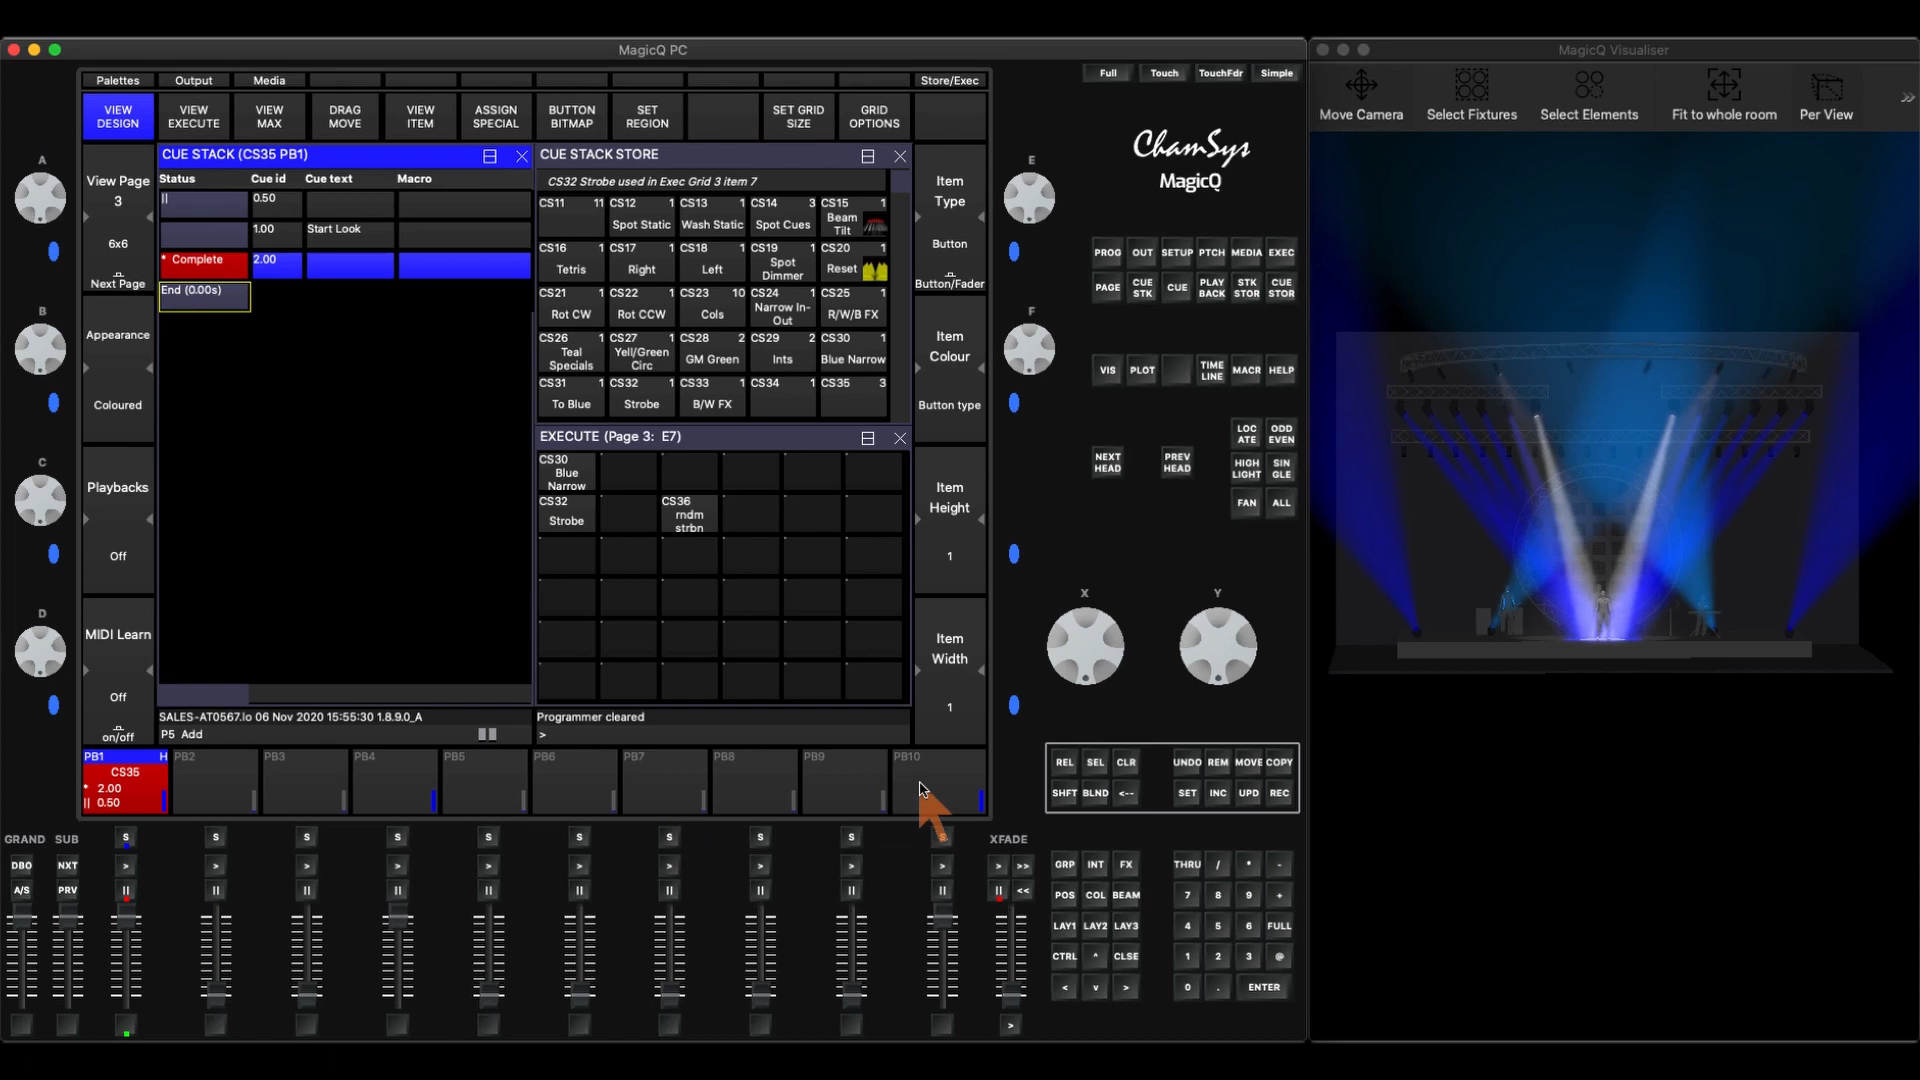 MagicQ PC
MagicQ Visualiser
Palettes Output Media Store/Exec
Full Touch TouchFdr Simple
VIEW DESIGN
VIEW EXECUTE
VIEW MAX
DRAG MOVE
VIEW ITEM
ASSIGN SPECIAL
BUTTON BITMAP
SET REGION
SET GRID SIZE
GRID OPTIONS
Move Camera Select Fixtures Select Elements Fit to whole room Per View
ChamSys
MagicQ
A
View Page
3
6x6
Next Page
B
Appearance
Coloured
C
Playbacks
Off
D
MIDI Learn
Off
on/off
CUE STACK (CS35 PB1)
Status Cue id Cue text Macro
|| 0.50
1.00 Start Look
* Complete 2.00
End (0.00s)
CUE STACK STORE
CS32 Strobe used in Exec Grid 3 item 7
CS11 11 CS12 1 CS13 1 CS14 3 CS15 1
Spot Static Wash Static Spot Cues Beam Tilt
CS16 1 CS17 1 CS18 1 CS19 1 CS20 1
Tetris Right Left Spot Dimmer Reset
CS21 1 CS22 1 CS23 10 CS24 1 CS25 1
Rot CW Rot CCW Cols Narrow In-Out R/W/B FX
CS26 1 CS27 1 CS28 2 CS29 2 CS30 1
Teal Specials Yell/Green Circ GM Green Ints Blue Narrow
CS31 1 CS32 1 CS33 1 CS34 1 CS35 3
To Blue Strobe B/W FX
EXECUTE (Page 3: E7)
CS30
Blue
Narrow
CS32 CS36
Strobe rndm
strbn
Item Type
Button
Button/Fader
Item Colour
Button type
Item Height
1
Item Width
1
E
F
X Y
PROG OUT SETUP PTCH MEDIA EXEC
PAGE CUE STK CUE PLAY BACK STK STOR CUE STOR
VIS PLOT TIME LINE MACR HELP
LOC ATE ODD EVEN
NEXT HEAD PREV HEAD HIGH LIGHT SIN GLE
FAN ALL
SALES-AT0567.lo 06 Nov 2020 15:55:30 1.8.9.0_A
P5 Add
Programmer cleared
>
PB1 H PB2 PB3 PB4 PB5 PB6 PB7 PB8 PB9 PB10
CS35
* 2.00
|| 0.50
REL SEL CLR UNDO REM MOVE COPY
SHFT BLND <-- SET INC UPD REC
GRAND SUB S S S S S S S S S S XFADE
DBO NXT > > > > > > > > > > > >>
A/S PRV || || || || || || || || || || || <<
>
GRP INT FX THRU / * -
POS COL BEAM 7 8 9 +
LAY1 LAY2 LAY3 4 5 6 FULL
CTRL ^ CLSE 1 2 3 @
< v > 0 . ENTER